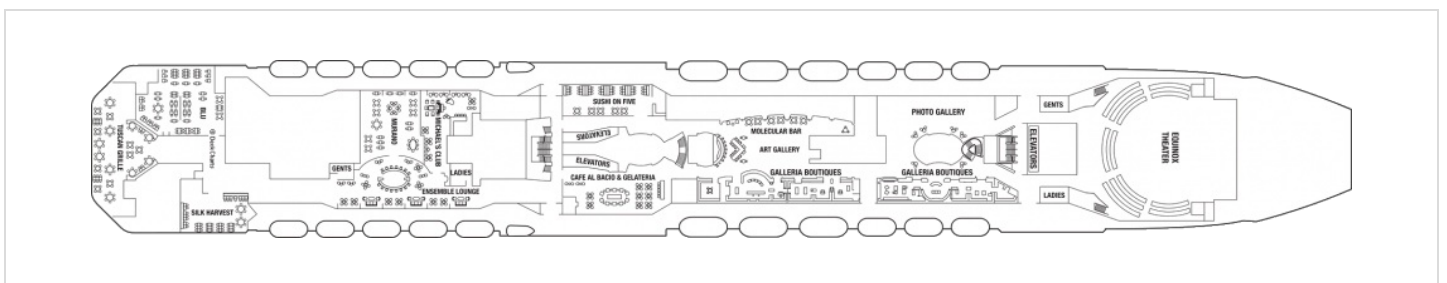 TUSCAN GRILLE
BLU
SILK HARVEST
GENTS
MURANO
MICHAEL'S CLUB
LADIES
ENSEMBLE LOUNGE
SUSHI ON FIVE
ELEVATORS
ELEVATORS
CAFE AL BACIO & GELATERIA
MOLECULAR BAR
ART GALLERY
GALLERIA BOUTIQUES
PHOTO GALLERY
GALLERIA BOUTIQUES
GENTS
ELEVATORS
LADIES
EQUINOX
THEATER